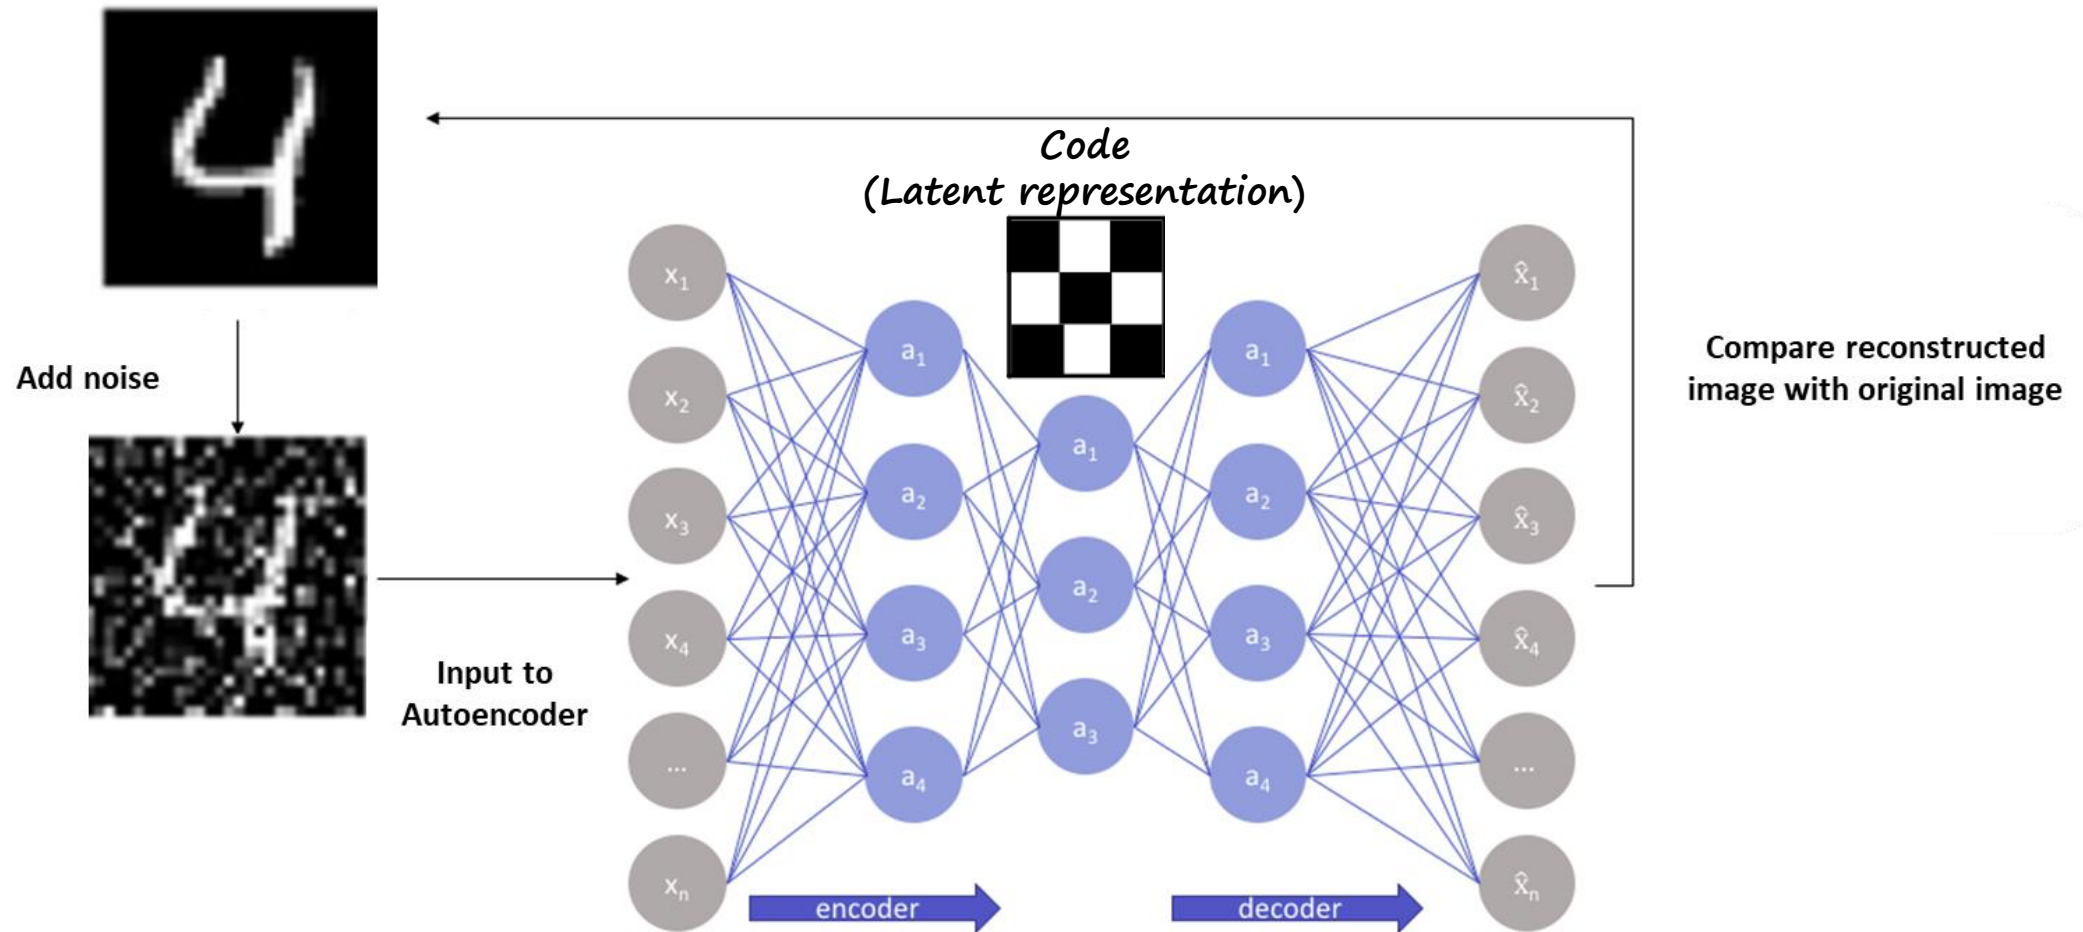 Code
(Latent representation)
Add noise
Input to
Autoencoder
x₁
x₂
x₃
x₄
...
xₙ
a₁
a₂
a₃
a₄
a₁
a₂
a₃
a₁
a₂
a₃
a₄
x̂₁
x̂₂
x̂₃
x̂₄
...
x̂ₙ
encoder
decoder
Compare reconstructed
image with original image